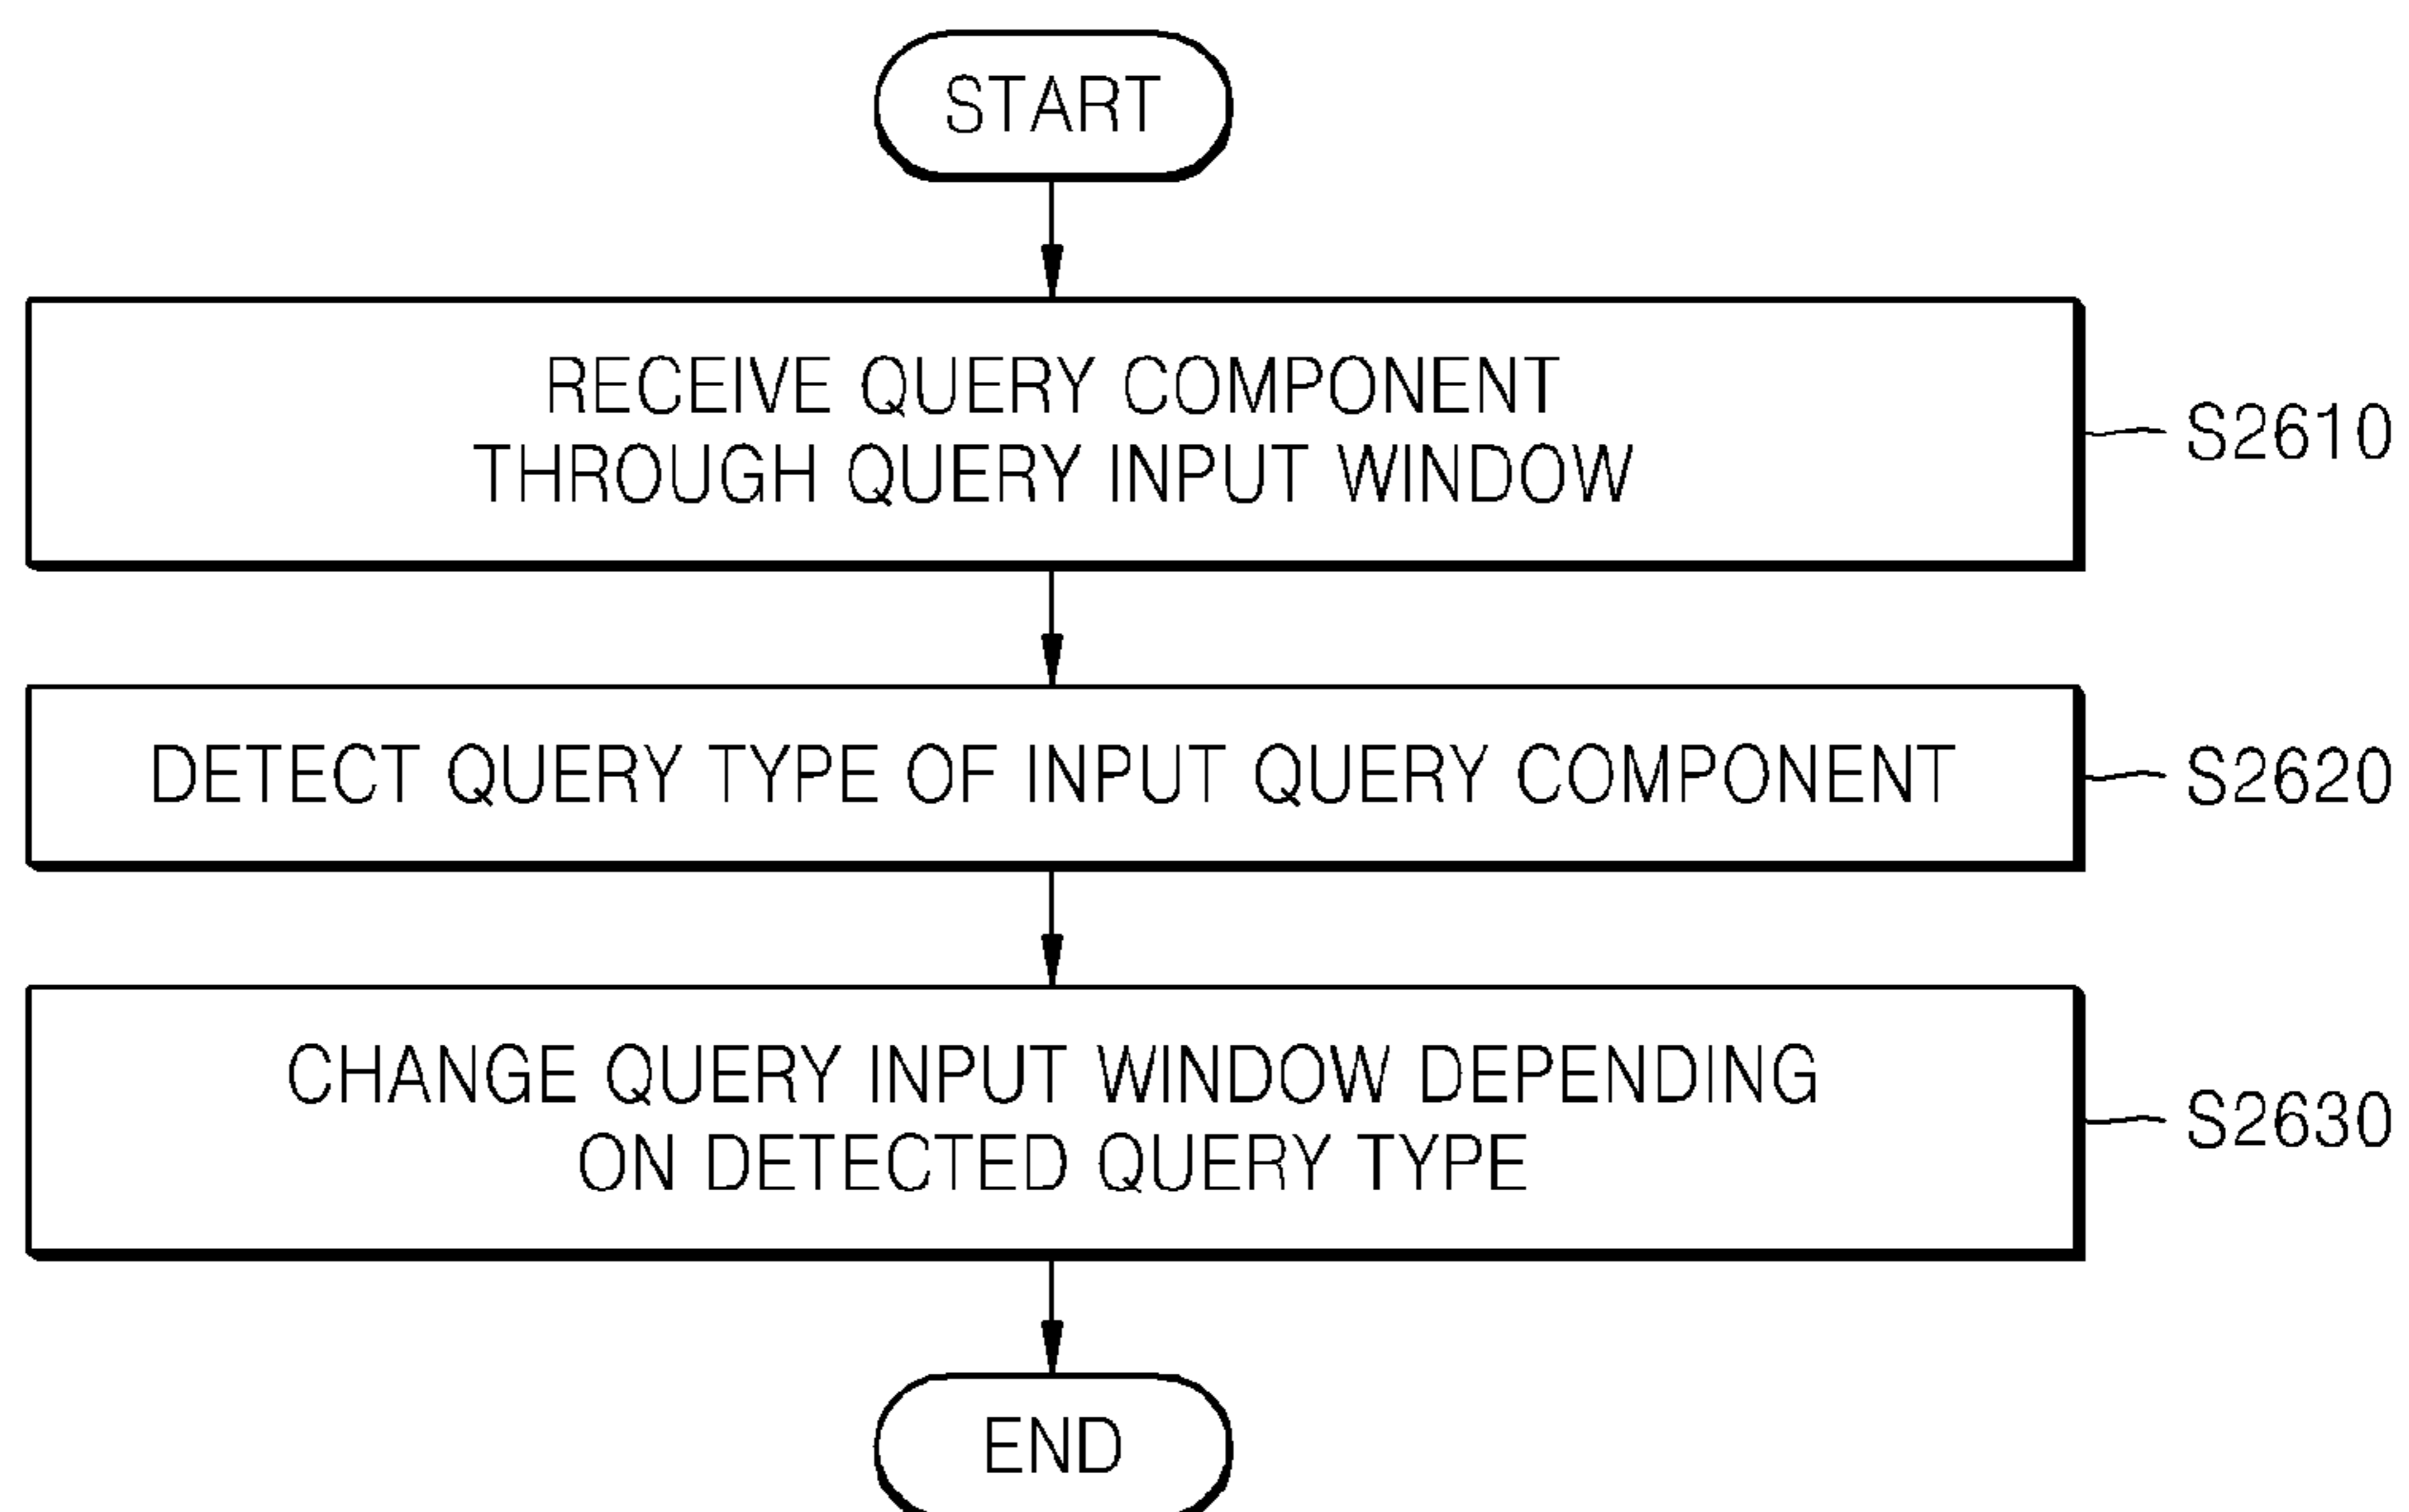 START
RECEIVE QUERY COMPONENT
THROUGH QUERY INPUT WINDOW
S2610
DETECT QUERY TYPE OF INPUT QUERY COMPONENT
S2620
CHANGE QUERY INPUT WINDOW DEPENDING
ON DETECTED QUERY TYPE
S2630
END